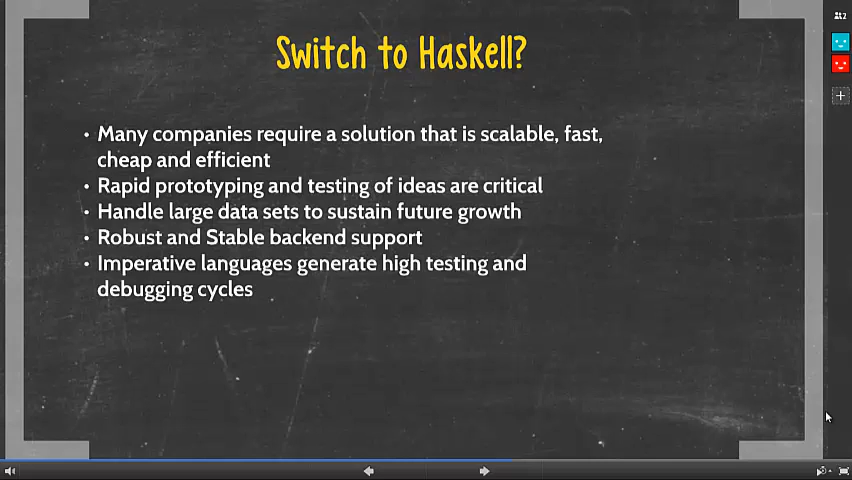 Switch to Haskell?
• Many companies require a solution that is scalable, fast,
cheap and efficient
• Rapid prototyping and testing of ideas are critical
• Handle large data sets to sustain future growth
• Robust and Stable backend support
• Imperative languages generate high testing and
debugging cycles
2